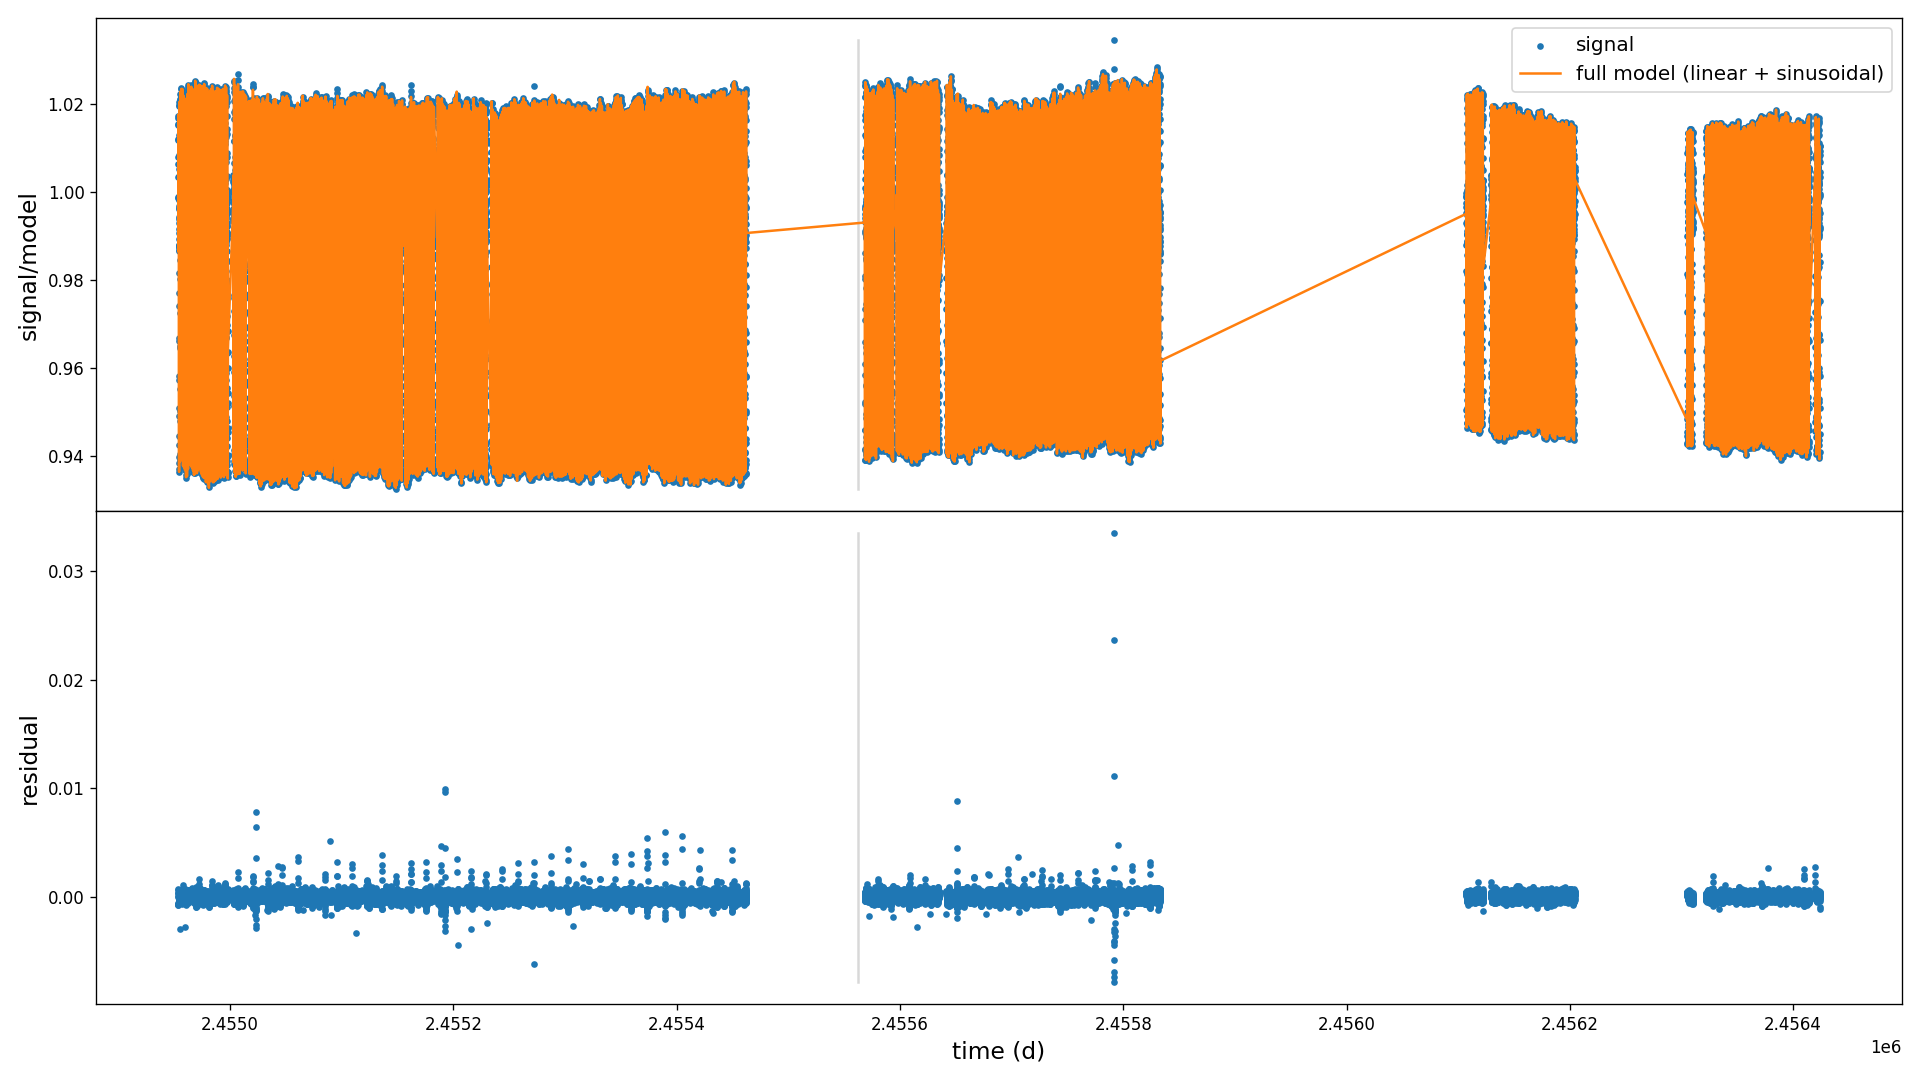 signal
full model (linear + sinusoidal)
signal/model
1.02
1.00
0.98
0.96
0.94
residual
0.03
0.02
0.01
0.00
2.4550
2.4552
2.4554
2.4556
2.4558
2.4560
2.4562
2.4564
1e6
time (d)